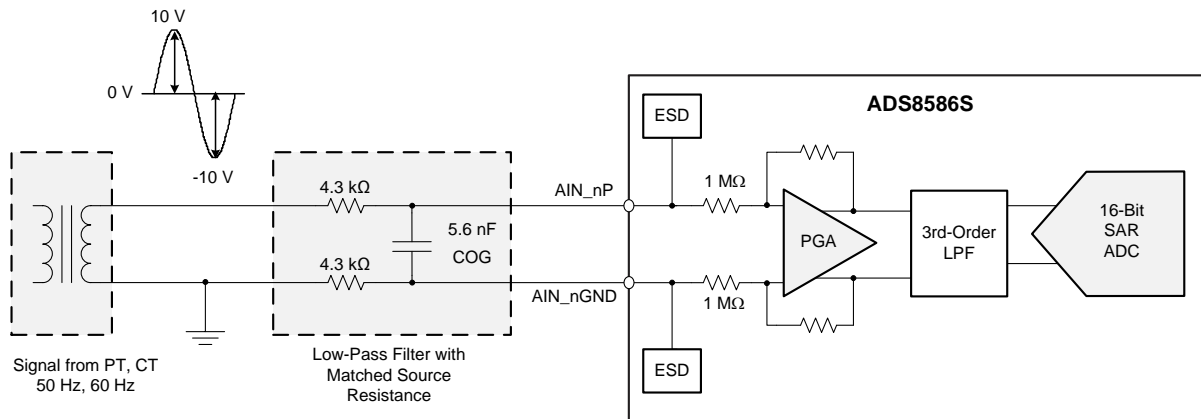 10 V
0 V
-10 V
ADS8586S
ESD
4.3 kΩ
AIN_nP
1 MΩ
5.6 nF
COG
PGA
3rd-Order
LPF
16-Bit
SAR
ADC
4.3 kΩ
AIN_nGND
1 MΩ
ESD
Signal from PT, CT
50 Hz, 60 Hz
Low-Pass Filter with
Matched Source
Resistance